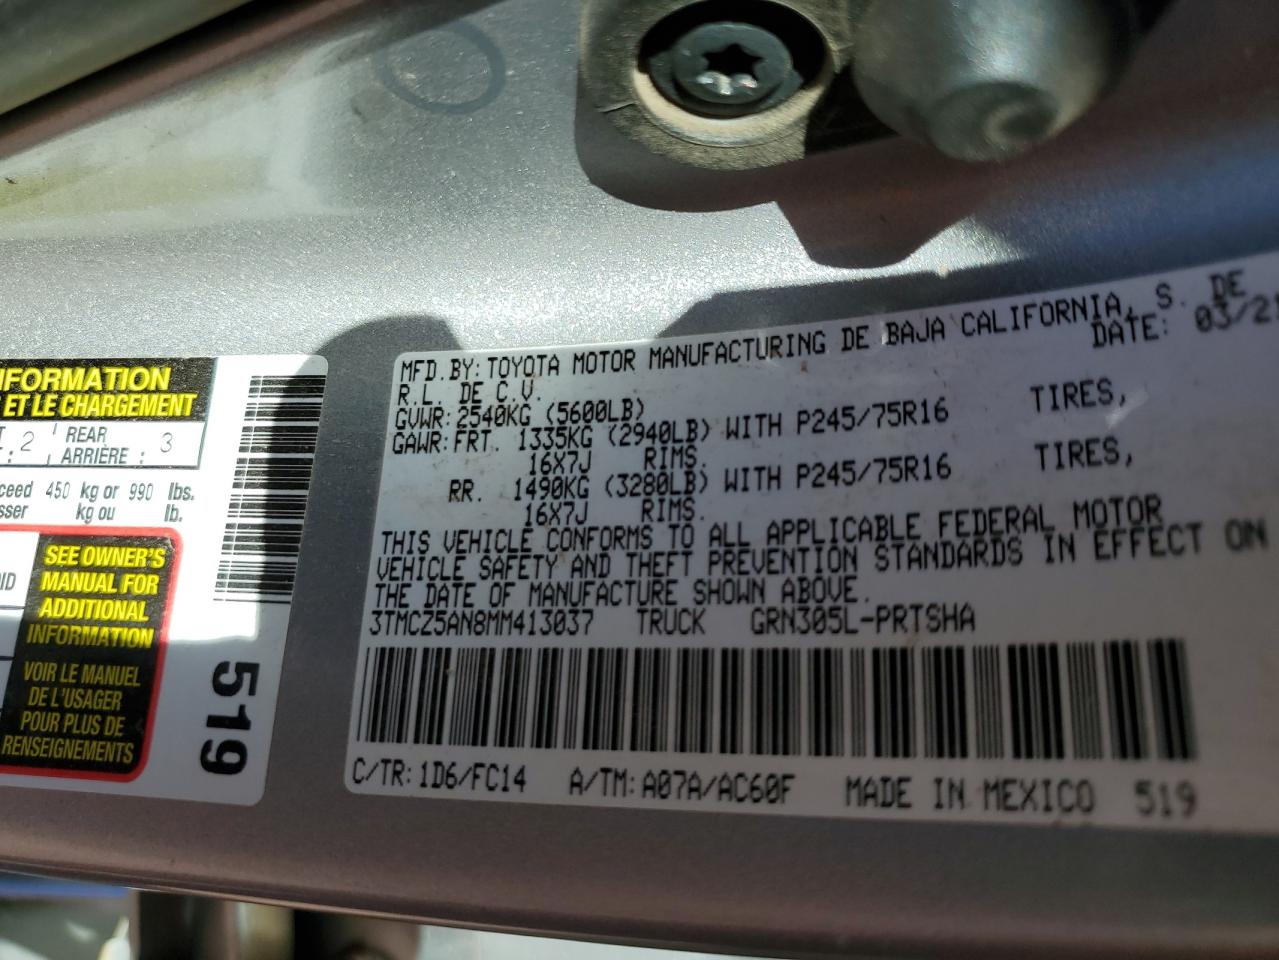 NFORMATION
ET LE CHARGEMENT
2 REAR ARRIÈRE : 3
450 kg or 990 lbs.
kg ou lb.
SEE OWNER'S
MANUAL FOR
ADDITIONAL
INFORMATION
VOIR LE MANUEL
DE L'USAGER
POUR PLUS DE
RENSEIGNEMENTS
519
MFD.BY: TOYOTA MOTOR MANUFACTURING DE BAJA CALIFORNIA, S. DE
R.L. DE C.V. DATE: 03/21
GVWR: 2540KG (5600LB)
GAWR: FRT. 1335KG (2940LB) WITH P245/75R16 TIRES,
16X7J RIMS.
RR. 1490KG (3280LB) WITH P245/75R16 TIRES,
16X7J RIMS.
THIS VEHICLE CONFORMS TO ALL APPLICABLE FEDERAL MOTOR
VEHICLE SAFETY AND THEFT PREVENTION STANDARDS IN EFFECT ON
THE DATE OF MANUFACTURE SHOWN ABOVE.
3TMCZ5AN8MM413037 TRUCK GRN305L-PRTSHA
C/TR: 1D6/FC14 A/TM: A07A/AC60F MADE IN MEXICO 519